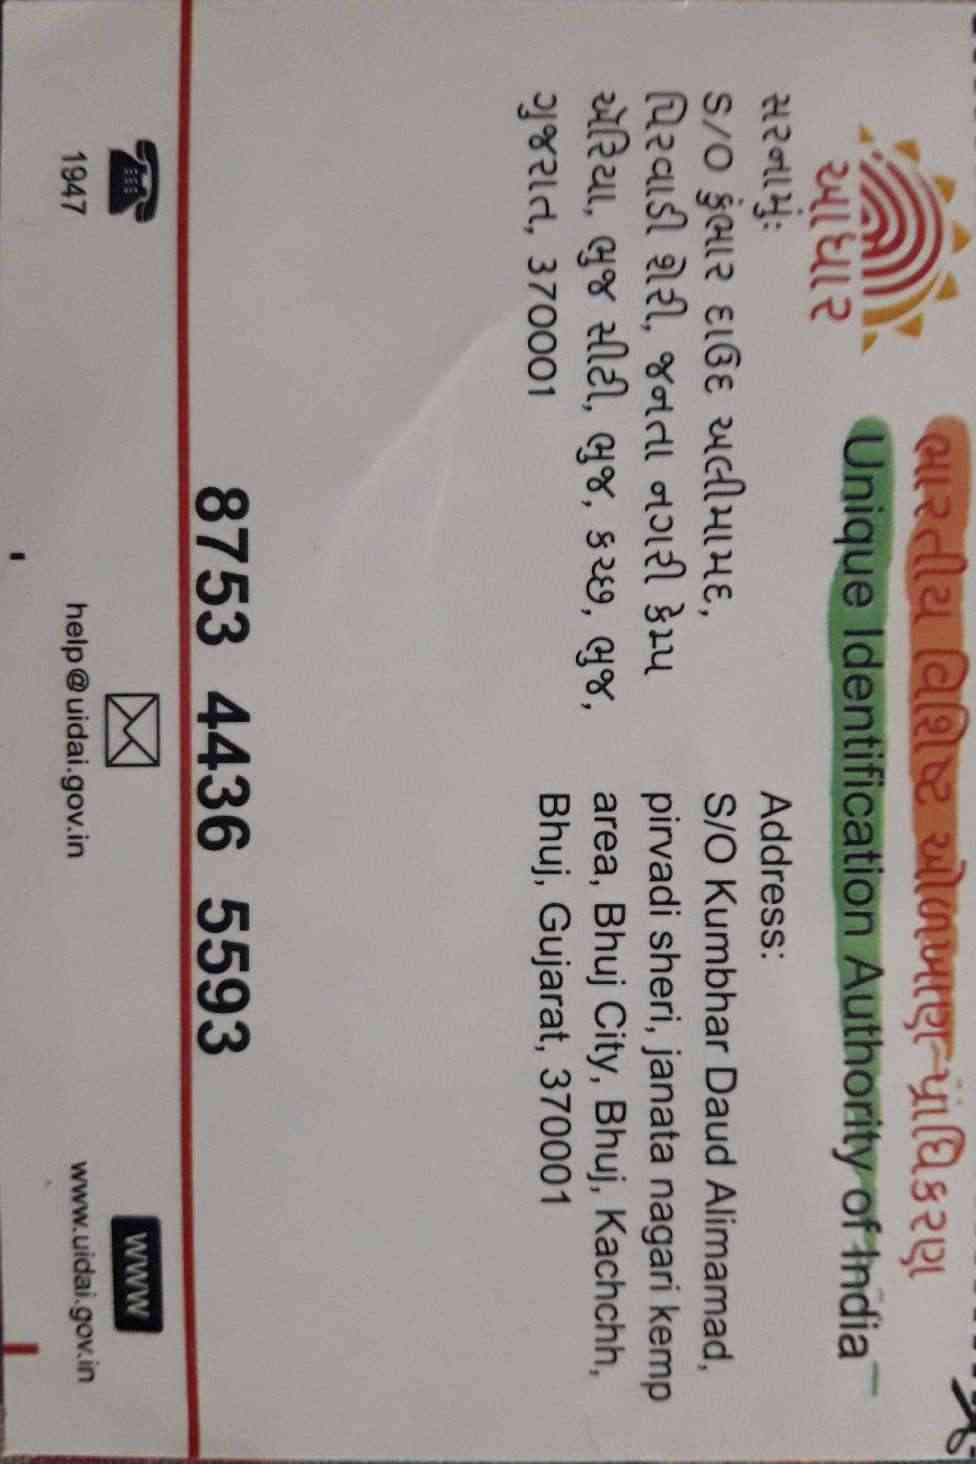 ભારતીય વિશિષ્ટ ઓળખાણ પ્રાધિકરણ
Unique Identification Authority of India
આધાર
સરનામું:
S/O કુંભાર દાઉદ અલીમામદ,
પિરવાડી શેરી, જનતા નગરી કેમ્પ
એરિયા, ભુજ સીટી, ભુજ, કચ્છ, ભુજ,
ગુજરાત, 370001
Address:
S/O Kumbhar Daud Alimamad,
pirvadi sheri, janata nagari kemp
area, Bhuj City, Bhuj, Kachchh,
Bhuj, Gujarat, 370001
8753 4436 5593
1947
help@uidai.gov.in
WWW
www.uidai.gov.in